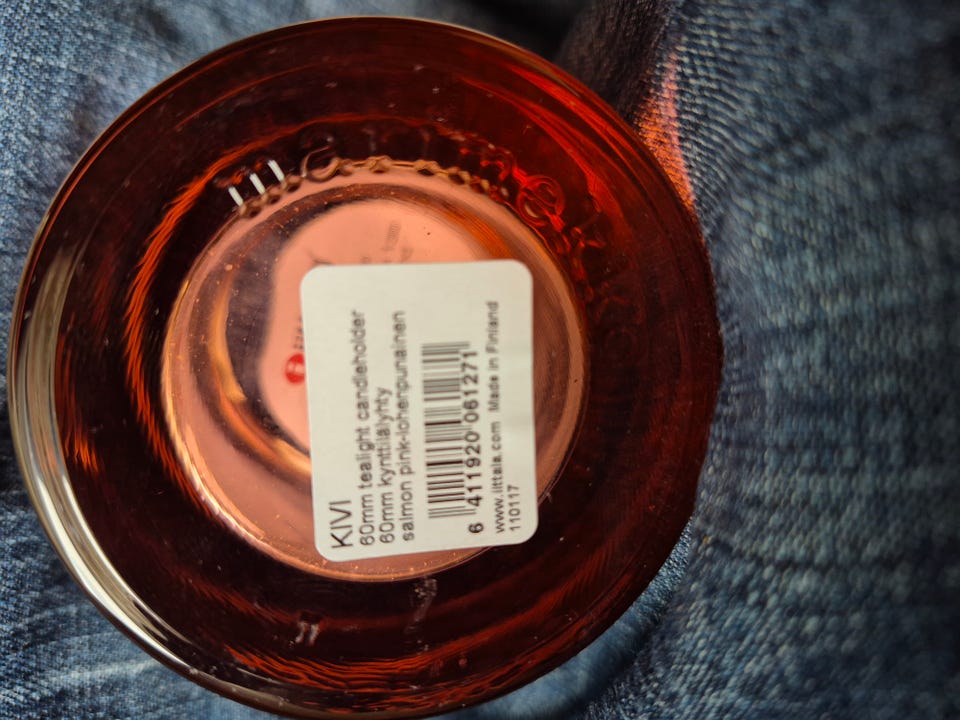 marimekko
KIVI
60mm tealight candleholder
60mm kynttilälyhty
salmon pink-lohenpunainen
6 411920 061271
www.iittala.com Made in Finland
110117